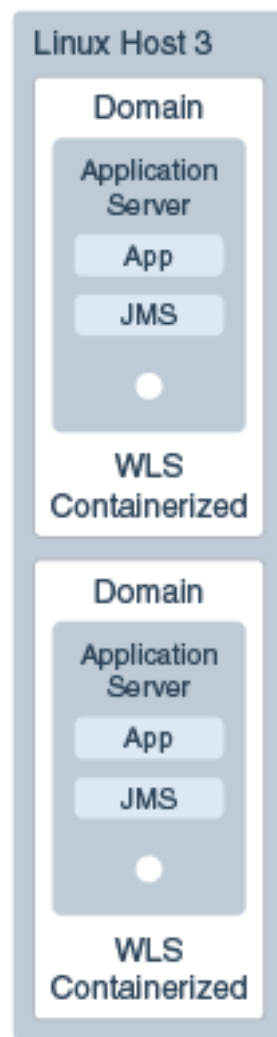 Linux Host 3
Domain
Application
Server
App
JMS
WLS
Containerized
Domain
Application
Server
App
JMS
WLS
Containerized